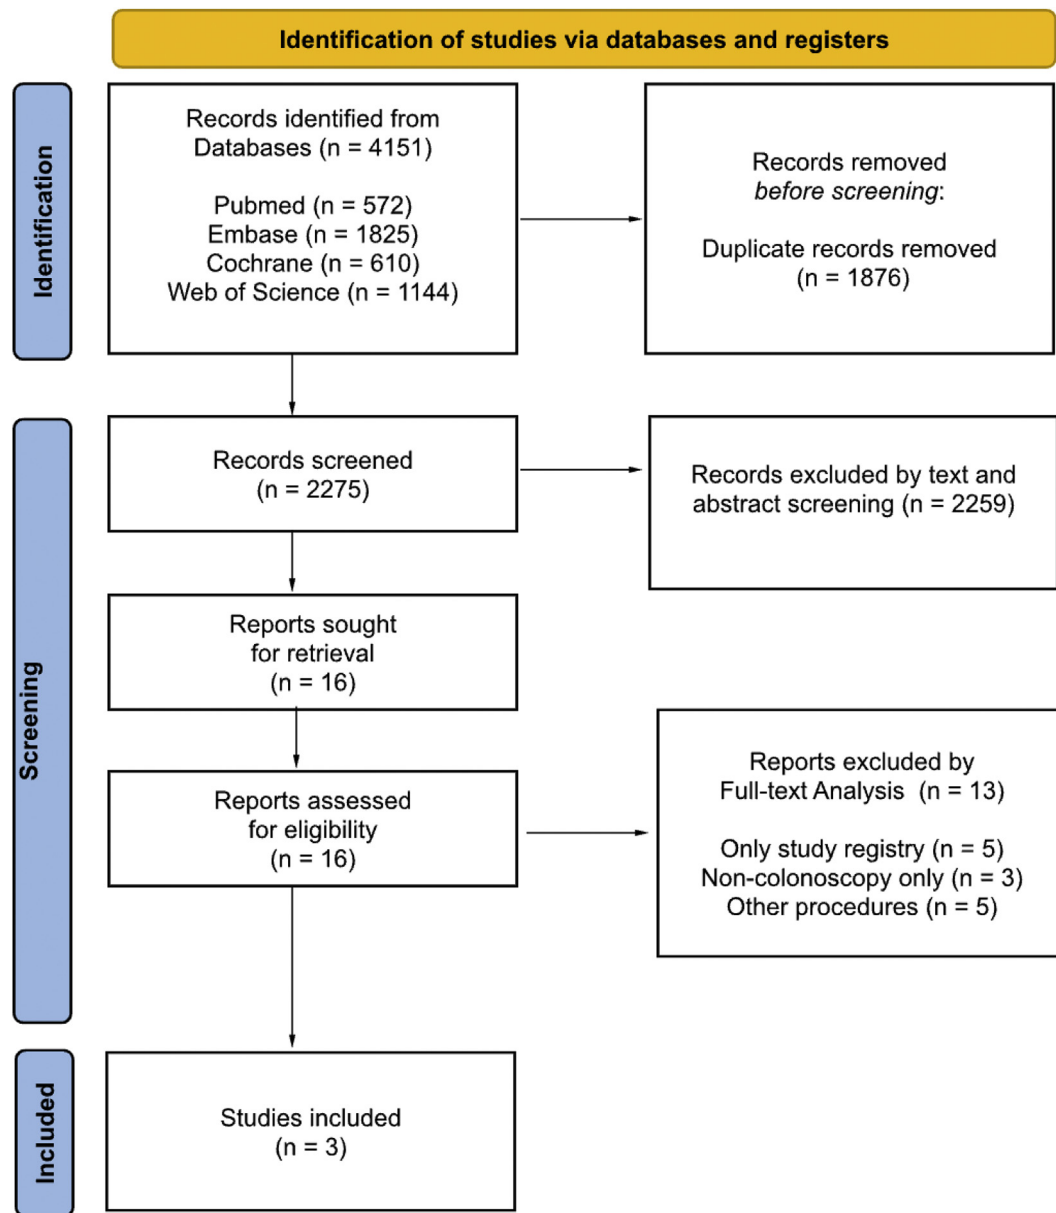 Identification of studies via databases and registers
Identification
Records identified from
Databases (n = 4151)
Pubmed (n = 572)
Embase (n = 1825)
Cochrane (n = 610)
Web of Science (n = 1144)
Records removed
before screening:
Duplicate records removed
(n = 1876)
Screening
Records screened
(n = 2275)
Records excluded by text and
abstract screening (n = 2259)
Reports sought
for retrieval
(n = 16)
Reports assessed
for eligibility
(n = 16)
Reports excluded by
Full-text Analysis (n = 13)
Only study registry (n = 5)
Non-colonoscopy only (n = 3)
Other procedures (n = 5)
Included
Studies included
(n = 3)